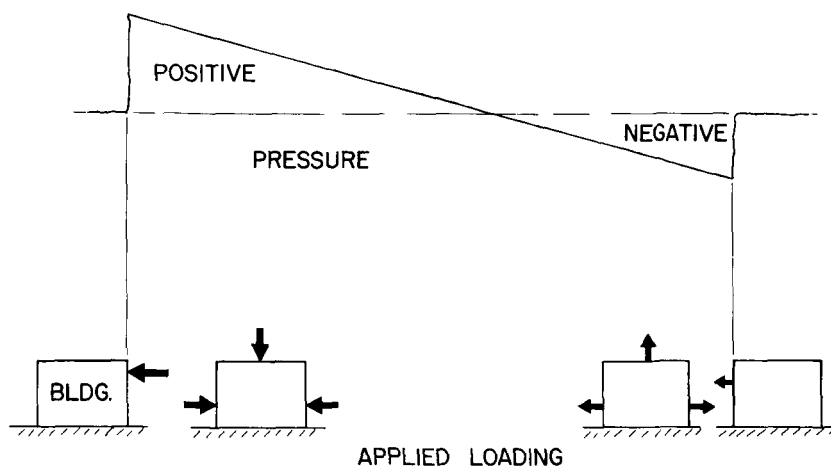 POSITIVE
NEGATIVE
PRESSURE
BLDG.
APPLIED LOADING